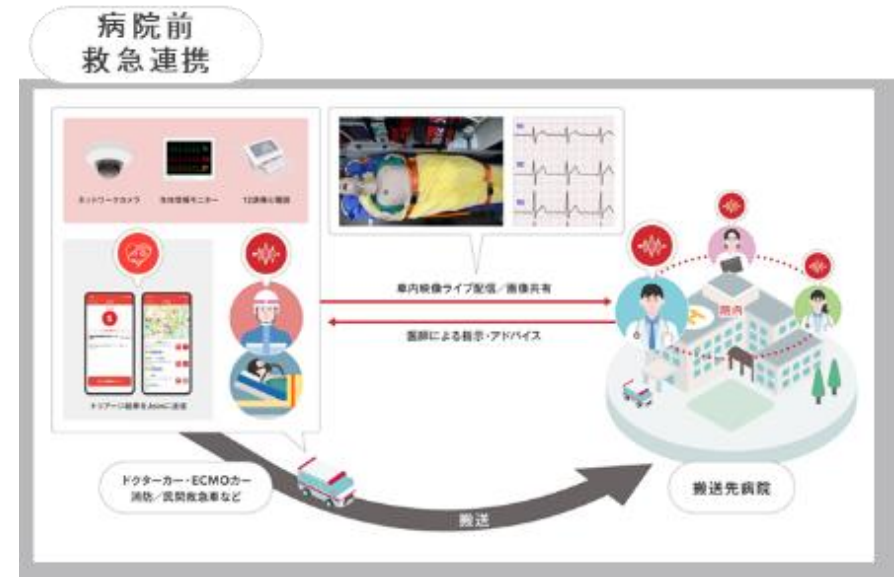 病院前
救急連携
ネットワークカメラ
生体情報モニター
12誘導心電図
トリアージ結果をJoinに送信
車内映像ライブ配信／画像共有
医師による指示・アドバイス
院内
ドクターカー・ECMOカー
消防／民間救急車など
搬送先病院
搬送